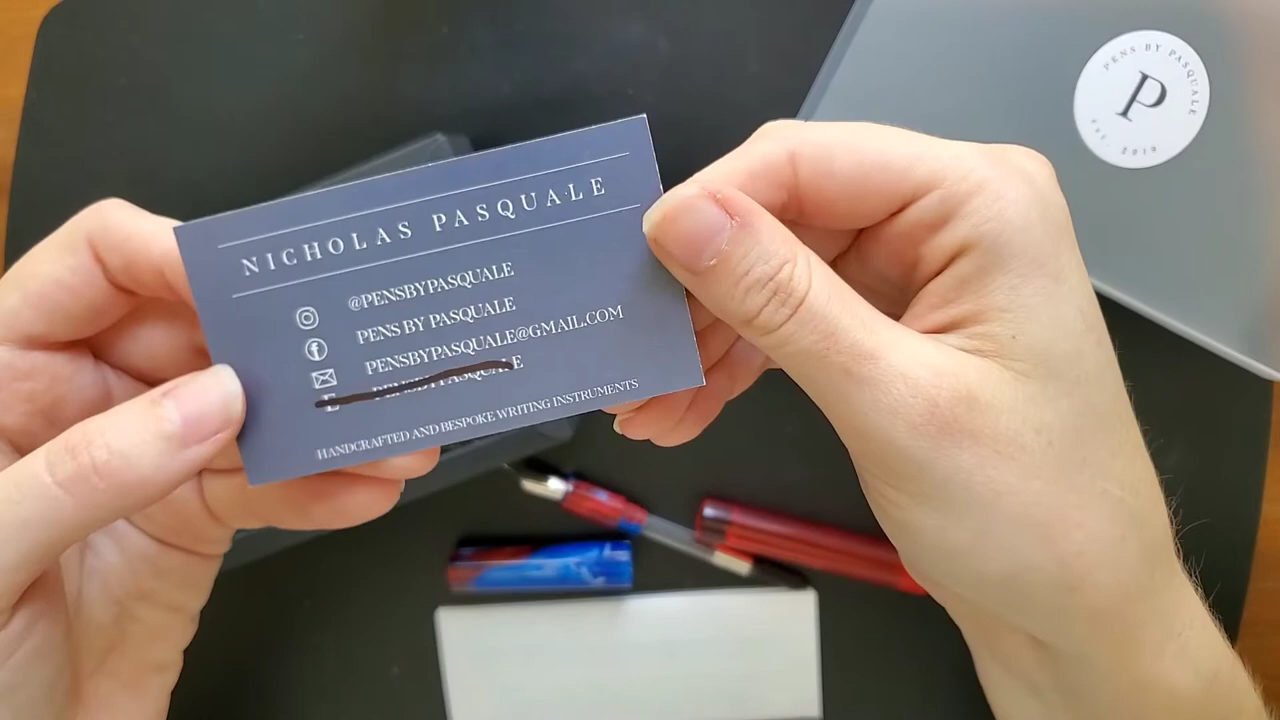 NICHOLAS PASQUALE
@PENSBYPASQUALE
PENS BY PASQUALE
PENSBYPASQUALE@GMAIL.COM
E PENSBYPASQUALE
HANDCRAFTED AND BESPOKE WRITING INSTRUMENTS
PENS BY PASQUALE
P
EST. 2019